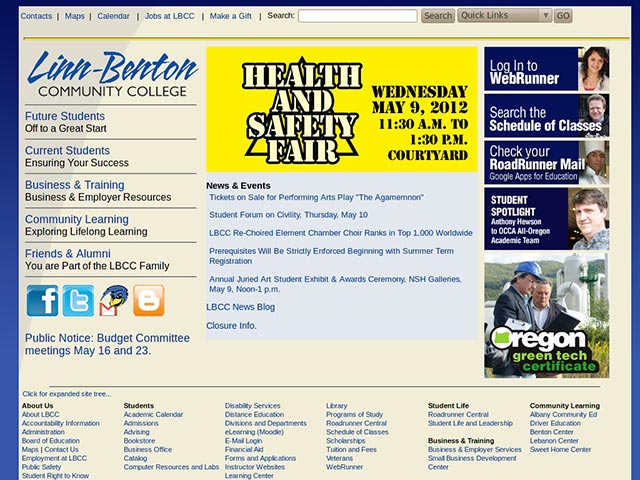 Contacts | Maps | Calendar | Jobs at LBCC | Make a Gift | Search: Search Quick Links GO
Linn-Benton
COMMUNITY COLLEGE
Future Students
Off to a Great Start
Current Students
Ensuring Your Success
Business & Training
Business & Employer Resources
Community Learning
Exploring Lifelong Learning
Friends & Alumni
You are Part of the LBCC Family
Public Notice: Budget Committee
meetings May 16 and 23.
HEALTH
AND
SAFETY
FAIR
WEDNESDAY
MAY 9, 2012
11:30 A.M. TO
1:30 P.M.
COURTYARD
News & Events
Tickets on Sale for Performing Arts Play "The Agamemnon"
Student Forum on Civility, Thursday, May 10
LBCC Re-Choired Element Chamber Choir Ranks in Top 1,000 Worldwide
Prerequisites Will Be Strictly Enforced Beginning with Summer Term
Registration
Annual Juried Art Student Exhibit & Awards Ceremony, NSH Galleries,
May 9, Noon-1 p.m.
LBCC News Blog
Closure Info.
Log In to
WebRunner
Search the
Schedule of Classes
Check your
RoadRunner Mail
Google Apps for Education
STUDENT
SPOTLIGHT
Anthony Hewson
to OCCA All-Oregon
Academic Team
Oregon
green tech
certificate
Click for expanded site tree...
About Us
About LBCC
Accountability Information
Administration
Board of Education
Maps | Contact Us
Employment at LBCC
Public Safety
Student Right to Know
Students
Academic Calendar
Admissions
Advising
Bookstore
Business Office
Catalog
Computer Resources and Labs
Disability Services
Distance Education
Divisions and Departments
eLearning (Moodle)
E-Mail Login
Financial Aid
Forms and Applications
Instructor Websites
Learning Center
Library
Programs of Study
Roadrunner Central
Schedule of Classes
Scholarships
Tuition and Fees
Veterans
WebRunner
Student Life
Roadrunner Central
Student Life and Leadership
Business & Training
Business & Employer Services
Small Business Development
Center
Community Learning
Albany Community Ed
Driver Education
Benton Center
Lebanon Center
Sweet Home Center